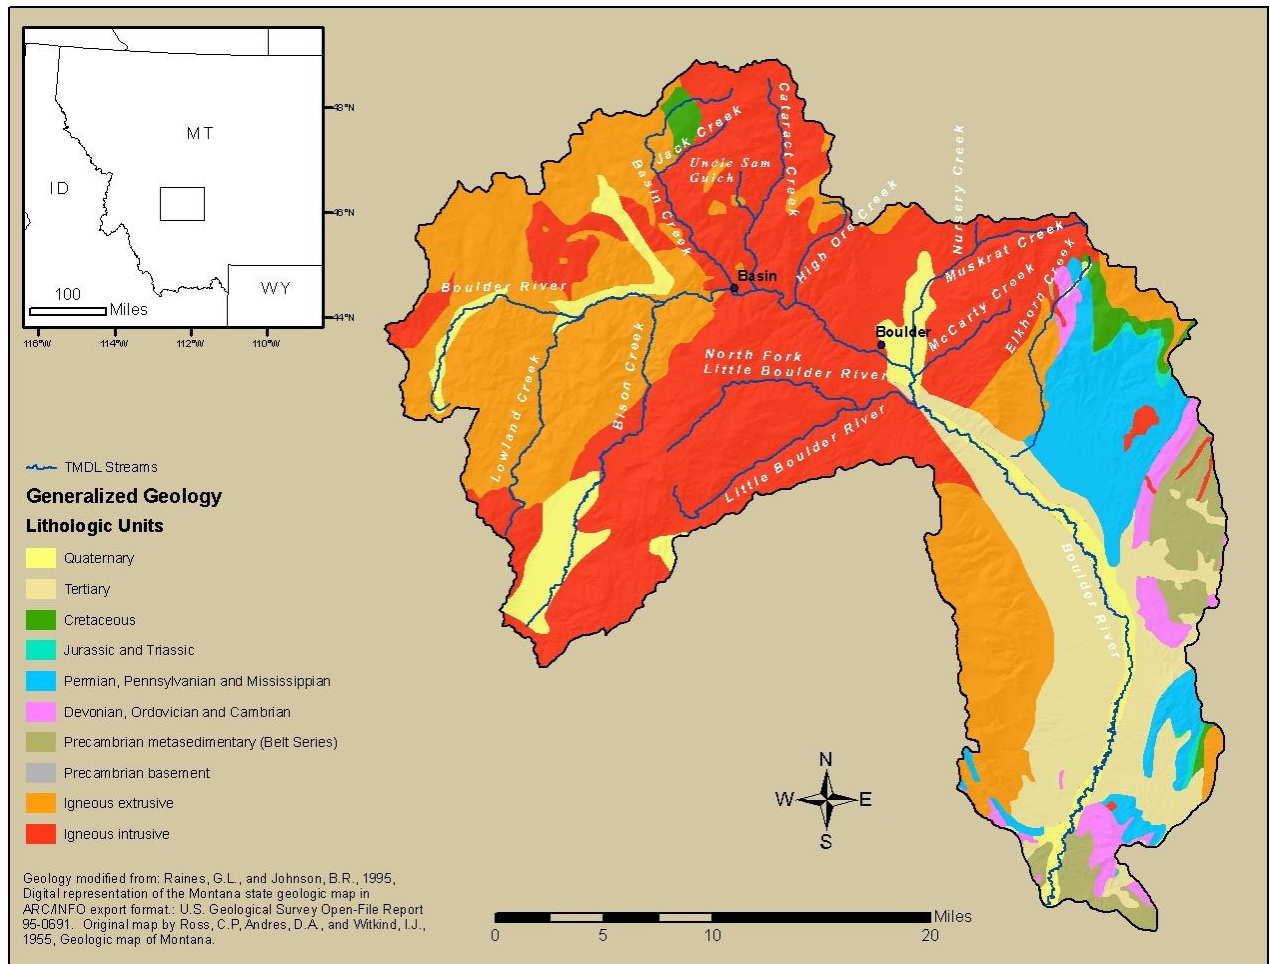 MT
ID
WY
100
Miles
48°N
46°N
44°N
116°W
114°W
112°W
110°W
Jack Creek
Cataract Creek
Uncle Sam
Gulch
Basin Creek
High Ore Creek
Nursery Creek
Muskrat Creek
McCarty Creek
Elkhorn Creek
Basin
Boulder
Boulder River
Lowland Creek
Bison Creek
North Fork
Little Boulder River
Little Boulder River
Boulder River
TMDL Streams
Generalized Geology
Lithologic Units
Quaternary
Tertiary
Cretaceous
Jurassic and Triassic
Permian, Pennsylvanian and Mississippian
Devonian, Ordovician and Cambrian
Precambrian metasedimentary (Belt Series)
Precambrian basement
Igneous extrusive
Igneous intrusive
N
W
E
S
Geology modified from: Raines, G.L., and Johnson, B.R., 1995,
Digital representation of the Montana state geologic map in
ARC/INFO export format.: U.S. Geological Survey Open-File Report
95-0691. Original map by Ross, C.P, Andres, D.A., and Witkind, I.J.,
1955, Geologic map of Montana.
Miles
0
5
10
20